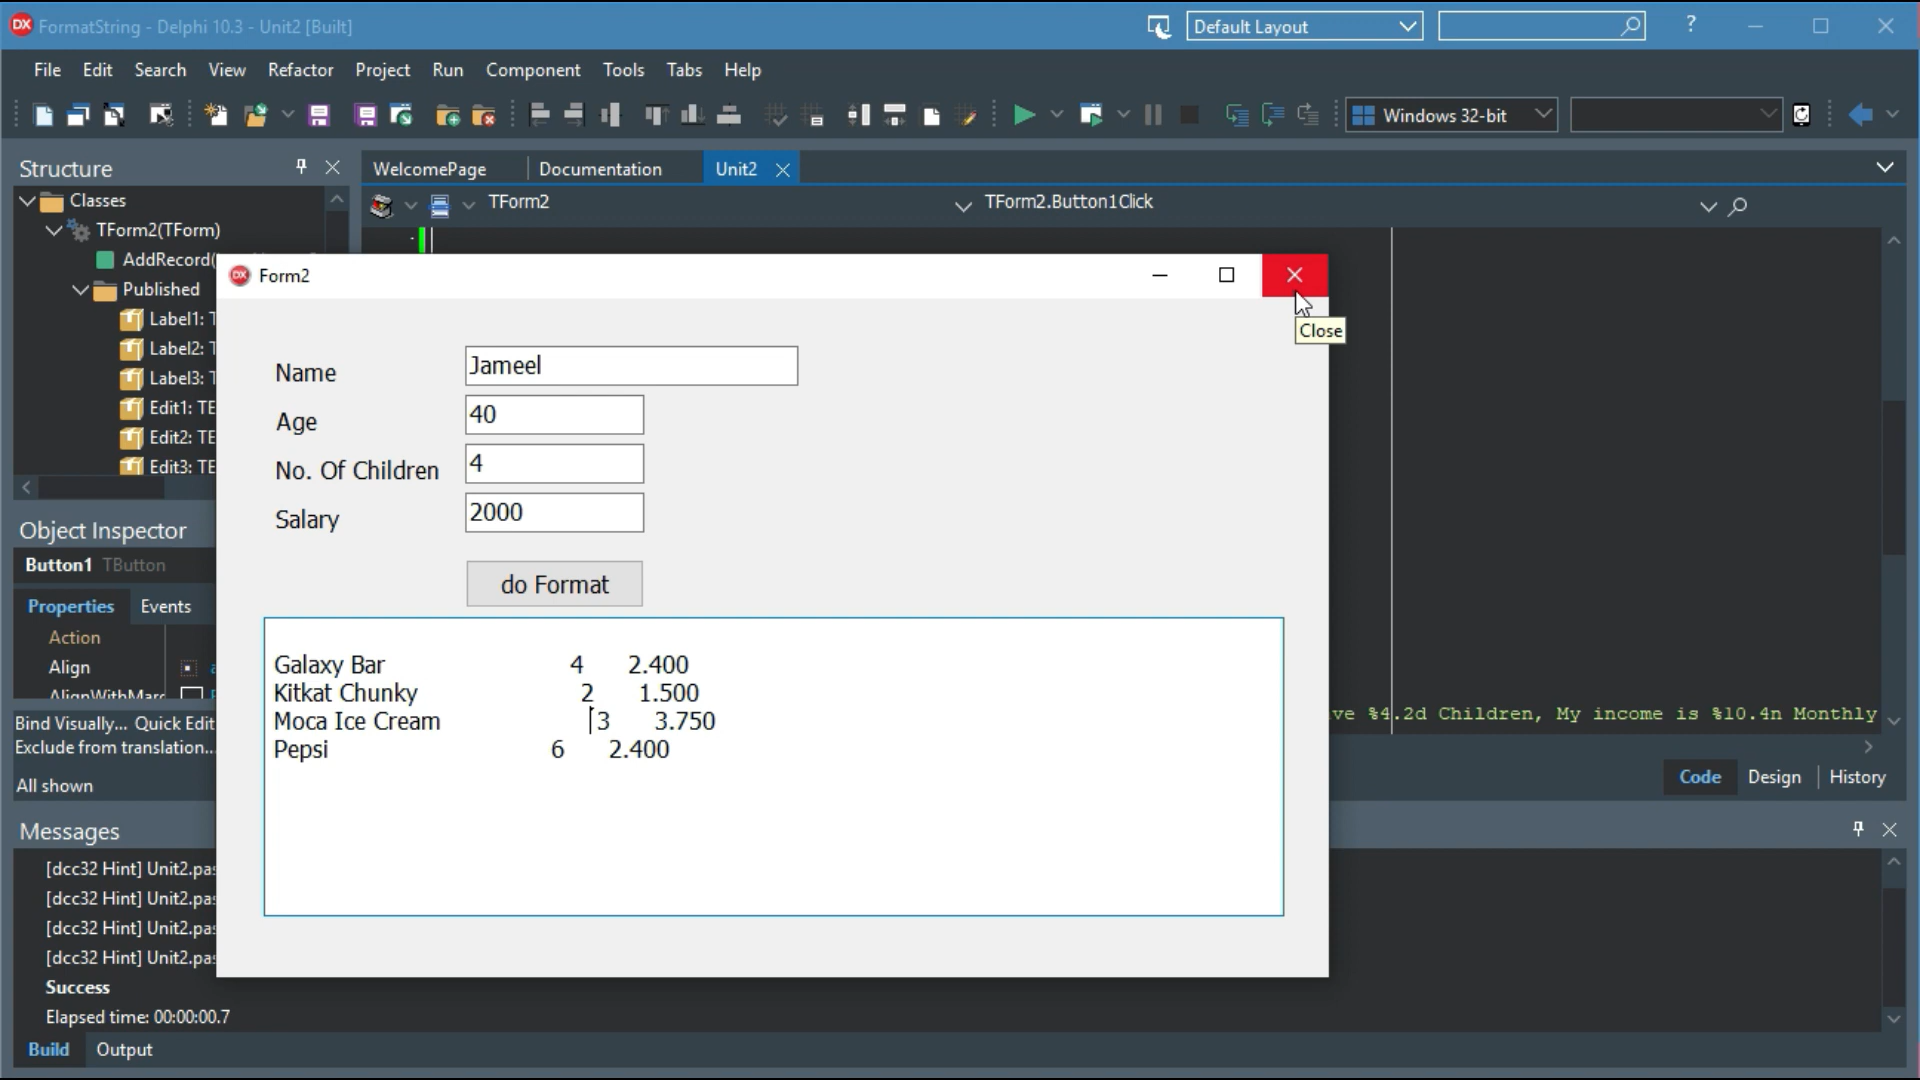 FormatString - Delphi 10.3 - Unit2 [Built]
Default Layout
?
File Edit Search View Refactor Project Run Component Tools Tabs Help
Windows 32-bit
Structure
WelcomePage Documentation Unit2
TForm2 TForm2.Button1Click
Classes
TForm2(TForm)
AddRecord(
Published
Label1: T
Label2: T
Label3: T
Edit1: TE
Edit2: TE
Edit3: TE
Object Inspector
Button1 TButton
Properties Events
Action
Align
AlignWithMarg
Bind Visually... Quick Edit
Exclude from translation...
All shown
Form2
Close
Name Jameel
Age 40
No. Of Children 4
Salary 2000
do Format
Galaxy Bar 4 2.400
Kitkat Chunky 2 1.500
Moca Ice Cream 3 3.750
Pepsi 6 2.400
ve %4.2d Children, My income is %10.4n Monthly
Code Design History
Messages
[dcc32 Hint] Unit2.pas
[dcc32 Hint] Unit2.pas
[dcc32 Hint] Unit2.pas
[dcc32 Hint] Unit2.pas
Success
Elapsed time: 00:00:00.7
Build Output